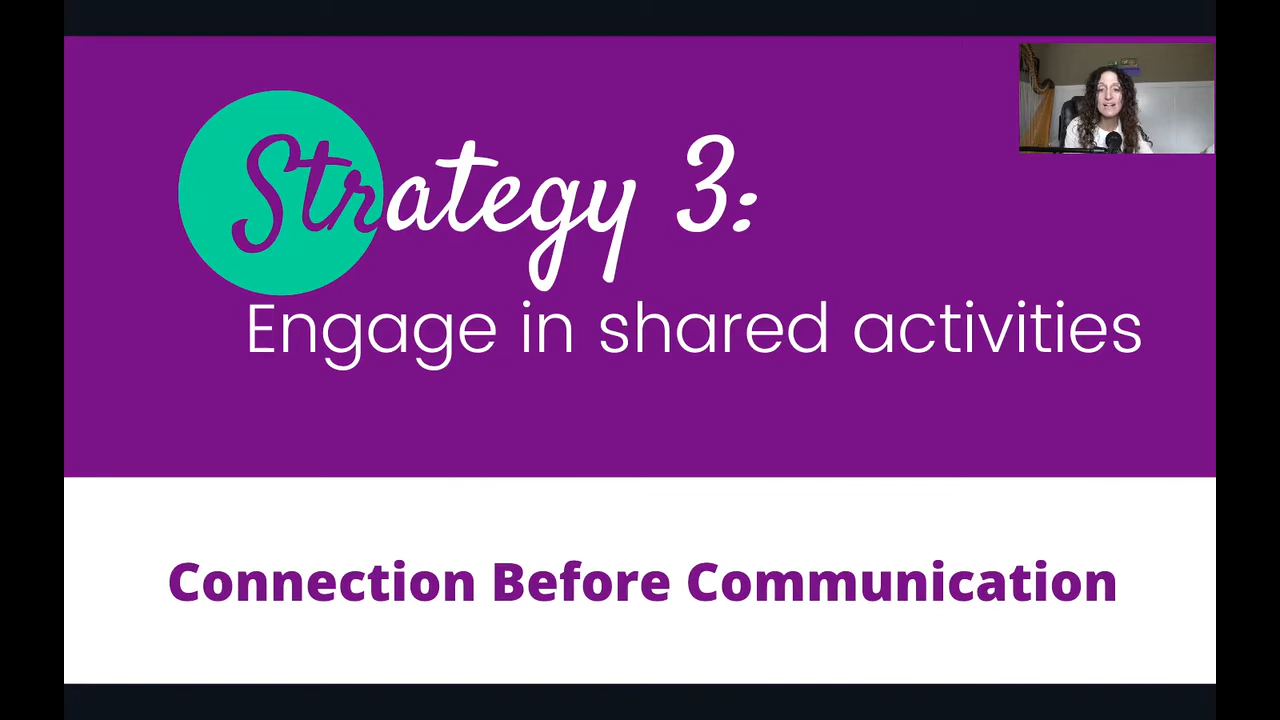 Strategy 3:
Engage in shared activities
Connection Before Communication